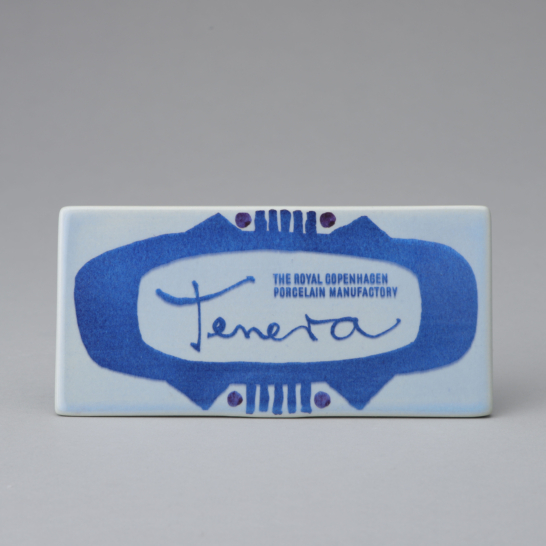 THE ROYAL COPENHAGEN
PORCELAIN MANUFACTORY
Tenera